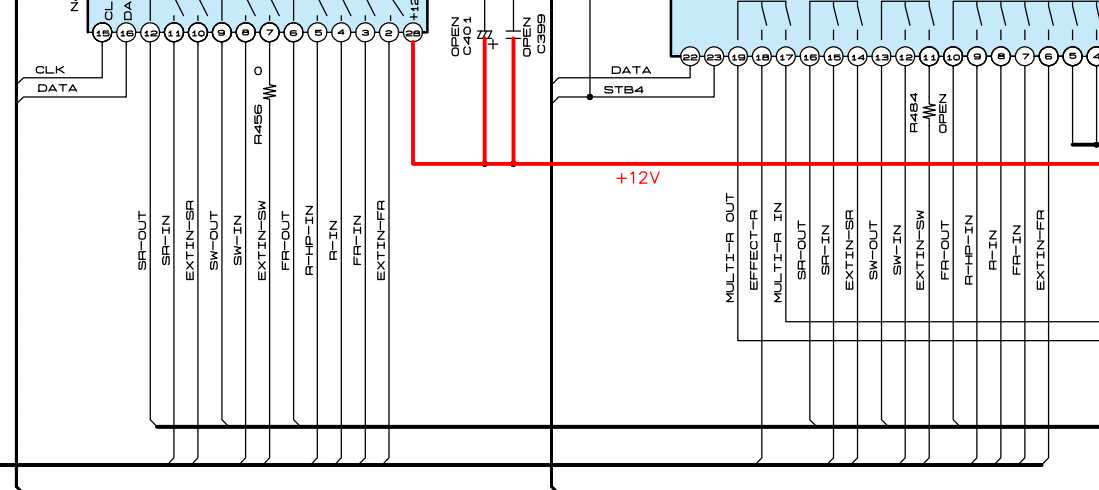 CL
DA
+12
15 16 12 11 10 9 8 7 6 5 4 3 2 28
CLK
DATA
0
R456
OPEN
C401
+
OPEN
C399
DATA
STB4
22 23 19 18 17 16 15 14 13 12 11 10 9 8 7 6 5 4
R484
OPEN
+12V
SR-OUT
SR-IN
EXTIN-SR
SW-OUT
SW-IN
EXTIN-SW
FR-OUT
R-HP-IN
R-IN
FR-IN
EXTIN-FR
MULTI-R OUT
EFFECT-R
MULTI-R IN
SR-OUT
SR-IN
EXTIN-SR
SW-OUT
SW-IN
EXTIN-SW
FR-OUT
R-HP-IN
R-IN
FR-IN
EXTIN-FR